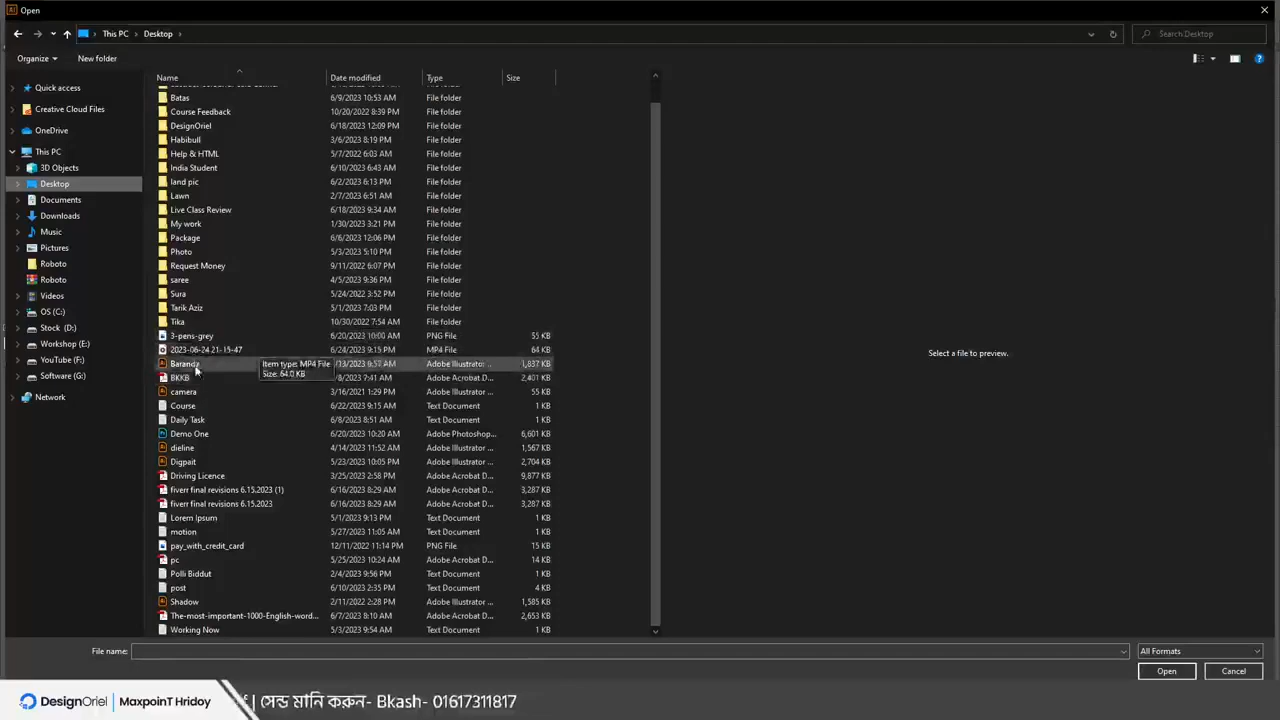 Open
This PC > Desktop >
Search Desktop
Organize
New folder
Name Date modified Type Size
Quick access
Creative Cloud Files
OneDrive
This PC
3D Objects
Desktop
Documents
Downloads
Music
Pictures
Roboto
Roboto
Videos
OS (C:)
Stock (D:)
Workshop (E:)
YouTube (F:)
Software (G:)
Network
Batas 6/9/2023 10:53 AM File folder
Course Feedback 10/20/2022 8:39 PM File folder
DesignOriel 6/18/2023 12:09 PM File folder
Habibull 3/6/2023 8:19 PM File folder
Help & HTML 5/7/2022 6:03 AM File folder
India Student 6/10/2023 6:43 AM File folder
land pic 6/2/2023 6:13 PM File folder
Lawn 2/7/2023 6:51 AM File folder
Live Class Review 6/18/2023 9:34 AM File folder
My work 1/30/2023 3:21 PM File folder
Package 6/6/2023 12:06 PM File folder
Photo 5/3/2023 5:10 PM File folder
Request Money 9/11/2022 6:07 PM File folder
saree 4/5/2023 9:36 PM File folder
Sura 5/24/2022 3:52 PM File folder
Tarik Aziz 5/1/2023 7:03 PM File folder
Tika 10/30/2022 7:54 AM File folder
3-pens-grey 6/20/2023 10:00 AM PNG File 55 KB
2023-06-24 21-15-47 6/24/2023 9:15 PM MP4 File 64 KB
Baranda /13/2023 6:57 AM Adobe Illustrator ... 1,837 KB
Item type: MP4 File
Size: 64.0 KB
BKKB /8/2023 7:41 AM Adobe Acrobat D... 2,401 KB
camera 3/16/2021 1:29 PM Adobe Illustrator ... 55 KB
Course 6/22/2023 9:15 AM Text Document 1 KB
Daily Task 6/8/2023 8:51 AM Text Document 1 KB
Demo One 6/20/2023 10:20 AM Adobe Photoshop... 6,601 KB
dieline 4/14/2023 11:52 AM Adobe Illustrator ... 1,567 KB
Digpait 5/23/2023 10:05 PM Adobe Illustrator ... 2,704 KB
Driving Licence 3/25/2023 2:58 PM Adobe Acrobat D... 9,877 KB
fiverr final revisions 6.15.2023 (1) 6/16/2023 8:29 AM Adobe Acrobat D... 3,287 KB
fiverr final revisions 6.15.2023 6/16/2023 8:29 AM Adobe Acrobat D... 3,287 KB
Lorem Ipsum 5/1/2023 9:13 PM Text Document 1 KB
motion 5/27/2023 11:05 AM Text Document 1 KB
pay_with_credit_card 12/11/2022 11:14 PM PNG File 15 KB
pc 5/25/2023 10:24 AM Adobe Acrobat D... 14 KB
Polli Biddut 2/4/2023 9:56 PM Text Document 1 KB
post 6/10/2023 2:35 PM Text Document 4 KB
Shadow 2/11/2022 2:28 PM Adobe Illustrator ... 1,585 KB
The-most-important-1000-English-word... 6/7/2023 8:10 AM Adobe Acrobat D... 2,653 KB
Working Now 5/3/2023 9:54 AM Text Document 1 KB
Select a file to preview.
File name:
All Formats
Open
Cancel
DesignOriel | MaxpoinT Hridoy
| সেন্ড মানি করুন- Bkash- 01617311817